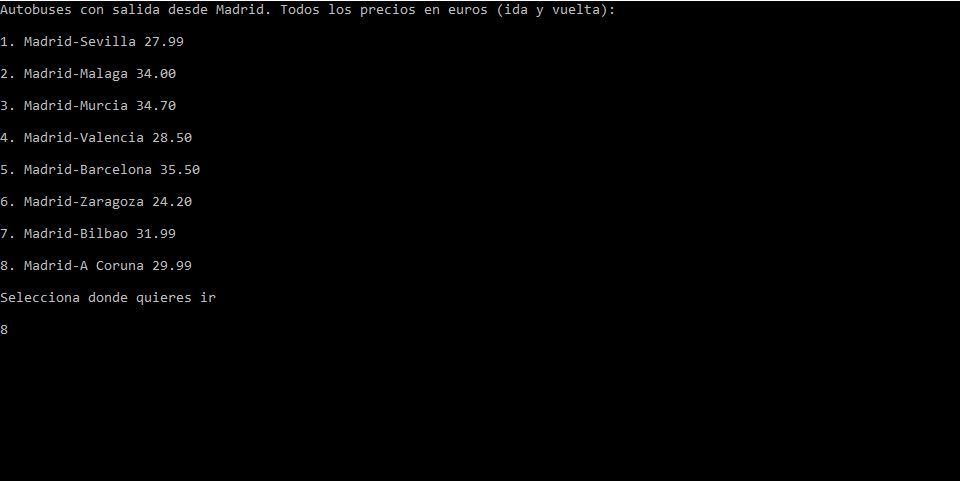 Autobuses con salida desde Madrid. Todos los precios en euros (ida y vuelta):
1. Madrid-Sevilla 27.99
2. Madrid-Malaga 34.00
3. Madrid-Murcia 34.70
4. Madrid-Valencia 28.50
5. Madrid-Barcelona 35.50
6. Madrid-Zaragoza 24.20
7. Madrid-Bilbao 31.99
8. Madrid-A Coruna 29.99
Selecciona donde quieres ir
8